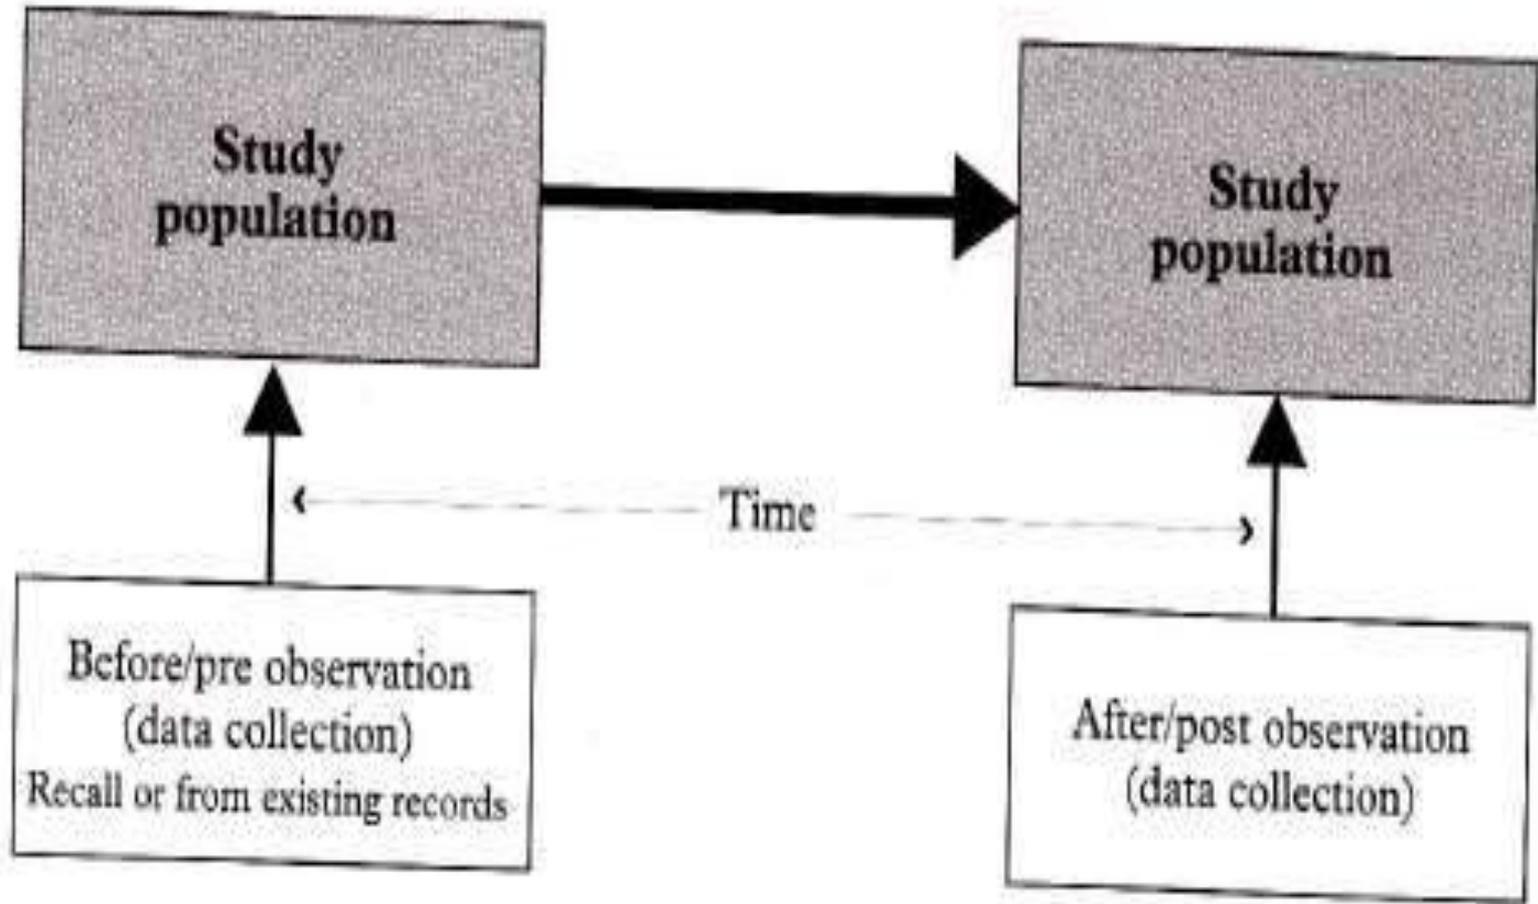 Study
population
Study
population
Time
Before/pre observation
(data collection)
Recall or from existing records
After/post observation
(data collection)